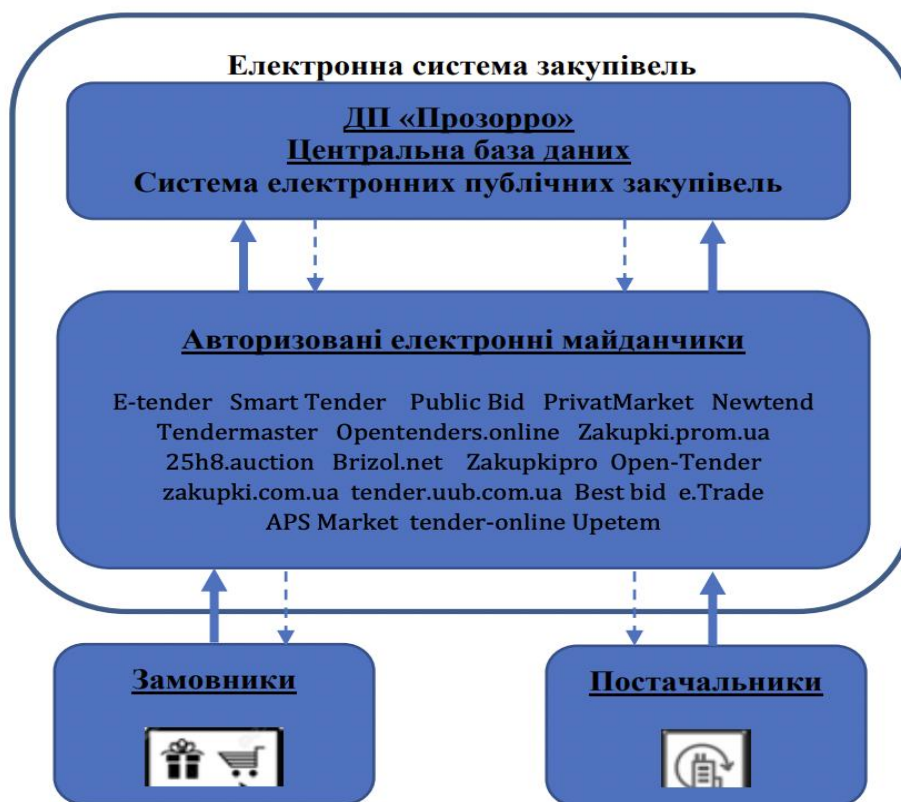 Електронна система закупівель
ДП «Прозорро»
Центральна база даних
Система електронних публічних закупівель
Авторизовані електронні майданчики
E-tender Smart Tender Public Bid PrivatMarket Newtend
Tendermaster Opentenders.online Zakupki.prom.ua
25h8.auction Brizol.net Zakupkipro Open-Tender
zakupki.com.ua tender.uub.com.ua Best bid e.Trade
APS Market tender-online Upetem
Замовники
Постачальники